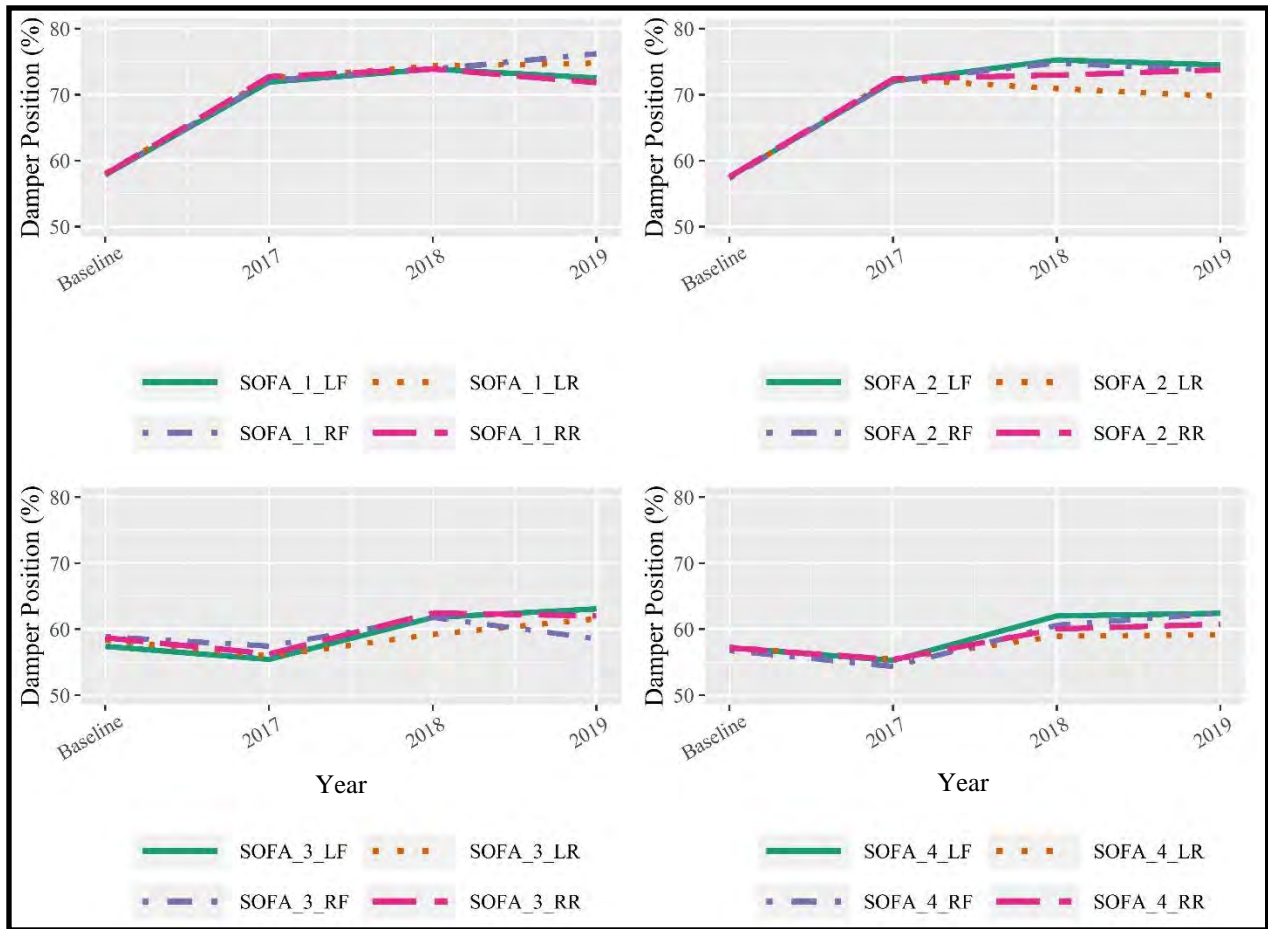 Damper Position (%)
80
70
60
50
Baseline
2017
2018
2019
SOFA_1_LF
SOFA_1_LR
SOFA_1_RF
SOFA_1_RR
Damper Position (%)
80
70
60
50
Baseline
2017
2018
2019
SOFA_2_LF
SOFA_2_LR
SOFA_2_RF
SOFA_2_RR
Damper Position (%)
80
70
60
50
Baseline
2017
2018
2019
Year
SOFA_3_LF
SOFA_3_LR
SOFA_3_RF
SOFA_3_RR
Damper Position (%)
80
70
60
50
Baseline
2017
2018
2019
Year
SOFA_4_LF
SOFA_4_LR
SOFA_4_RF
SOFA_4_RR